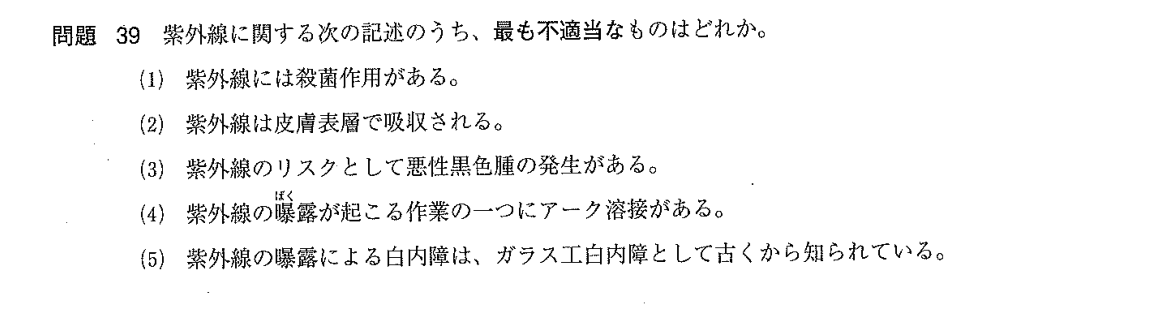 問題 39 紫外線に関する次の記述のうち、最も不適当なものはどれか。
(1) 紫外線には殺菌作用がある。
(2) 紫外線は皮膚表層で吸収される。
(3) 紫外線のリスクとして悪性黒色腫の発生がある。
ばく
(4) 紫外線の曝露が起こる作業の一つにアーク溶接がある。
(5) 紫外線の曝露による白内障は、ガラス工白内障として古くから知られている。